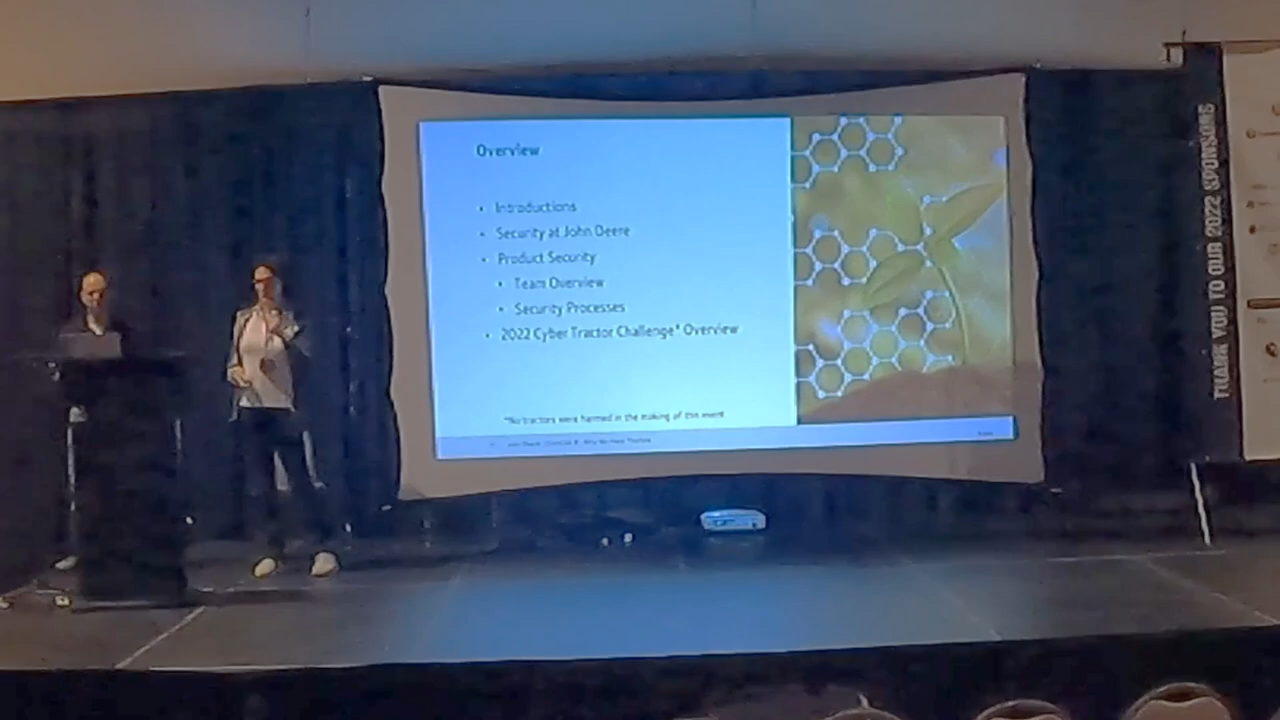 Overview
• Introductions
• Security at John Deere
• Product Security
• Team Overview
• Security Processes
• 2022 Cyber Tractor Challenge* Overview
*No tractors were harmed in the making of this event
THANK YOU TO OUR 2022 SPONSORS